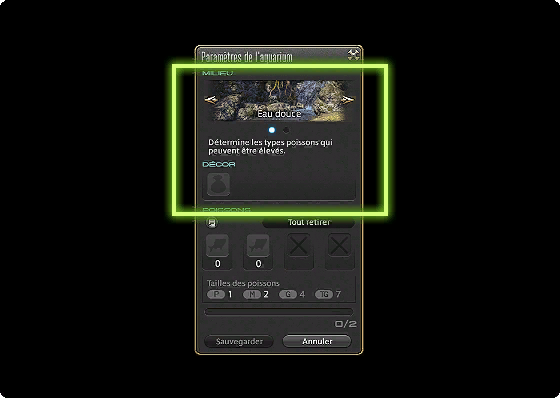 Paramètres de l'aquarium
MILIEU
Eau douce
Détermine les types poissons qui
peuvent être élevés.
DÉCOR
POISSONS
Tout retirer
0 0
Tailles des poissons
P 1 M 2 G 4 TG 7
0/2
Sauvegarder Annuler